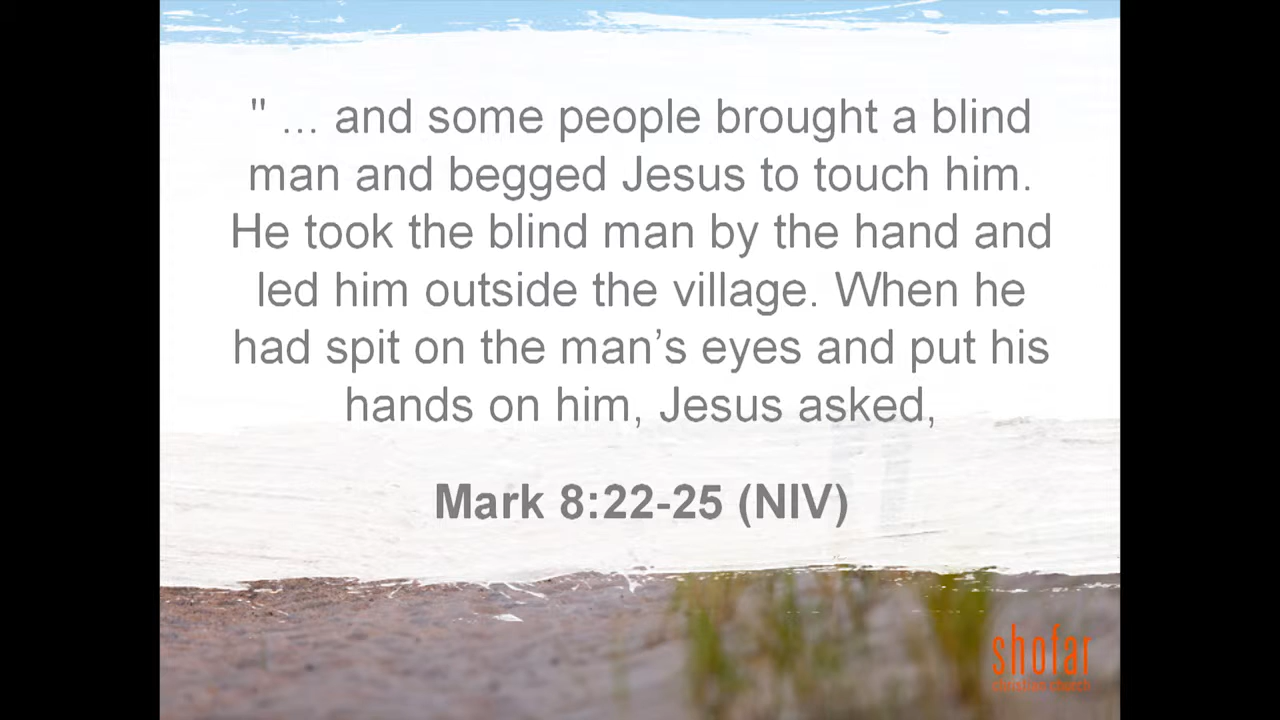 " ... and some people brought a blind
man and begged Jesus to touch him.
He took the blind man by the hand and
led him outside the village. When he
had spit on the man’s eyes and put his
hands on him, Jesus asked,
Mark 8:22-25 (NIV)
shofar
christian church